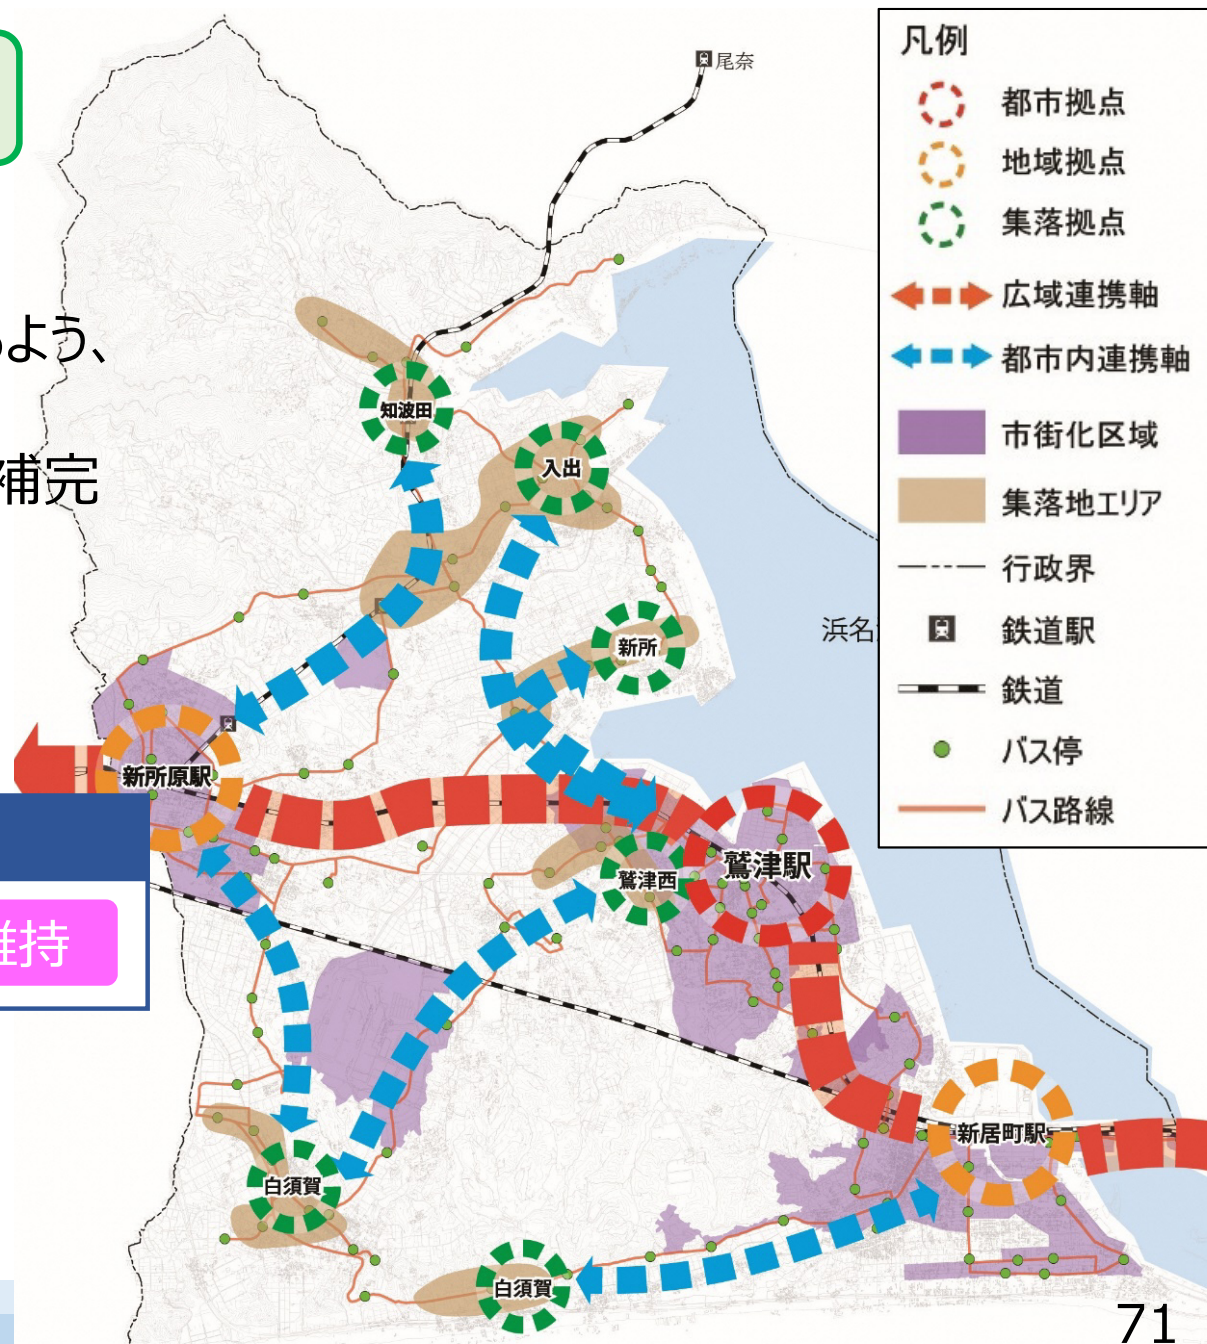 尾奈
凡例
都市拠点
地域拠点
集落拠点
広域連携軸
都市内連携軸
市街化区域
集落地エリア
行政界
鉄道駅
鉄道
バス停
バス路線
るよう、
補完
知波田
入出
新所
浜名
新所原駅
鷲津駅
鷲津西
維持
新居町駅
白須賀
白須賀
71